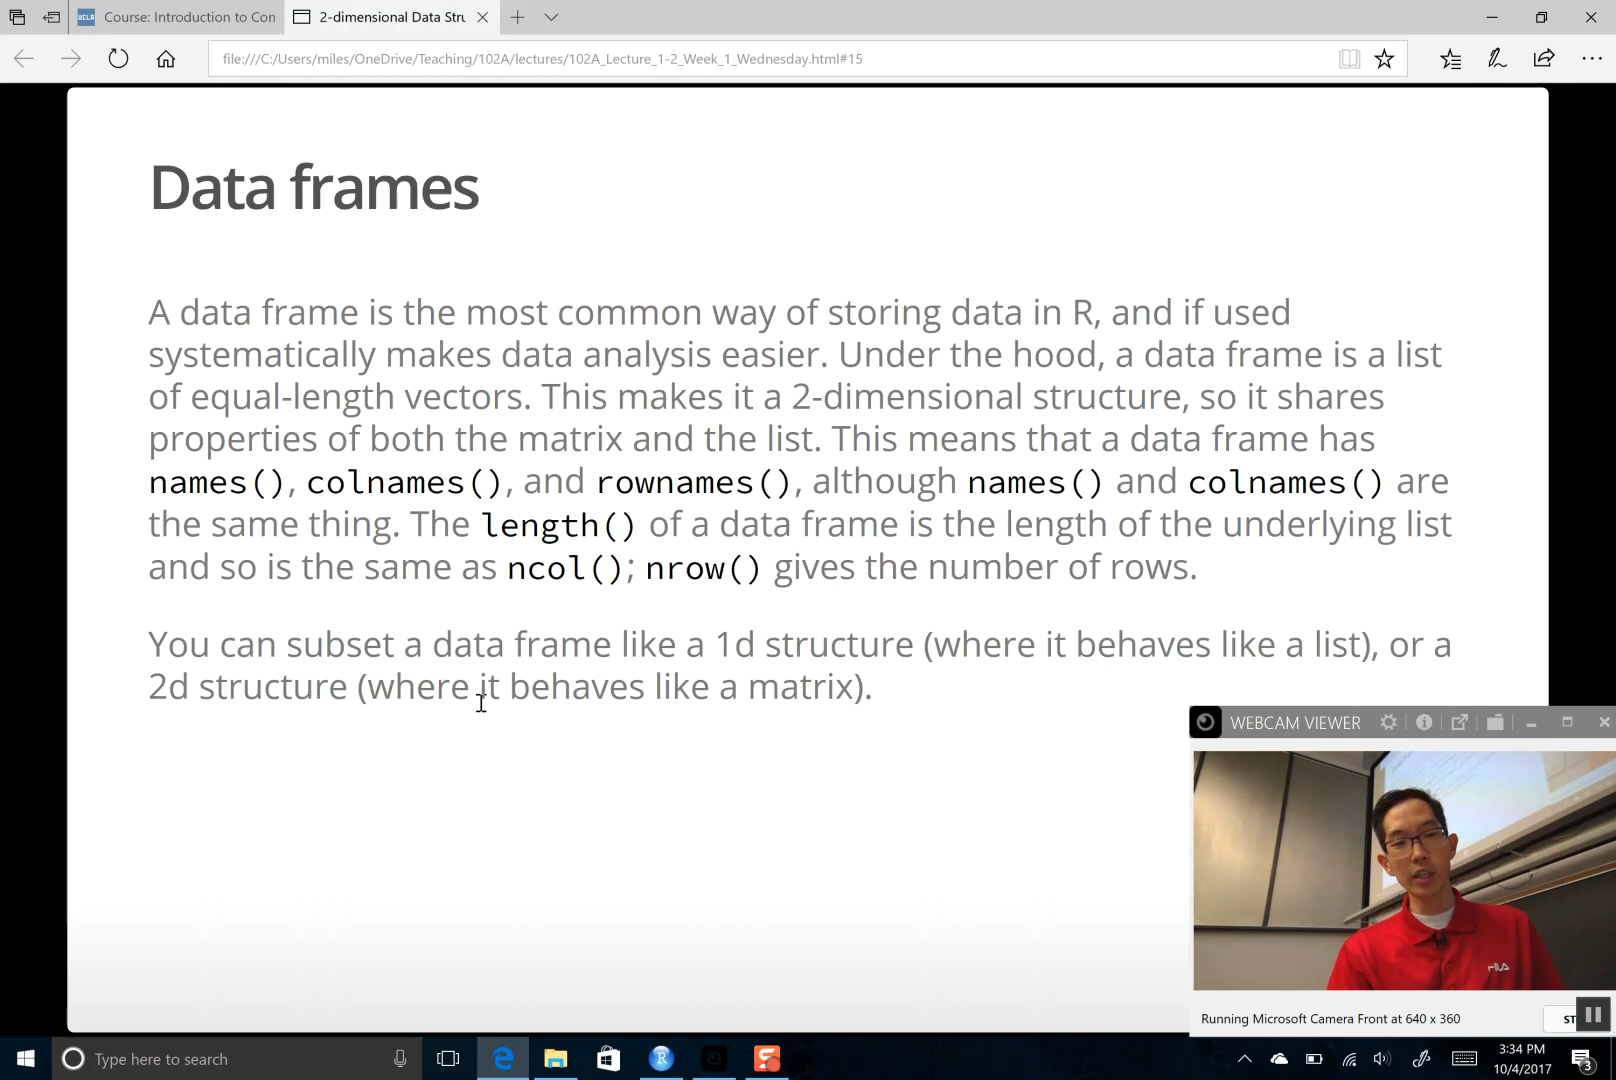 Course: Introduction to Con
2-dimensional Data Stru
file:///C:/Users/miles/OneDrive/Teaching/102A/lectures/102A_Lecture_1-2_Week_1_Wednesday.html#15
Data frames
A data frame is the most common way of storing data in R, and if used
systematically makes data analysis easier. Under the hood, a data frame is a list
of equal-length vectors. This makes it a 2-dimensional structure, so it shares
properties of both the matrix and the list. This means that a data frame has
names(), colnames(), and rownames(), although names() and colnames() are
the same thing. The length() of a data frame is the length of the underlying list
and so is the same as ncol(); nrow() gives the number of rows.
You can subset a data frame like a 1d structure (where it behaves like a list), or a
2d structure (where it behaves like a matrix).
WEBCAM VIEWER
FILA
Running Microsoft Camera Front at 640 x 360
ST
Type here to search
3:34 PM
10/4/2017
3